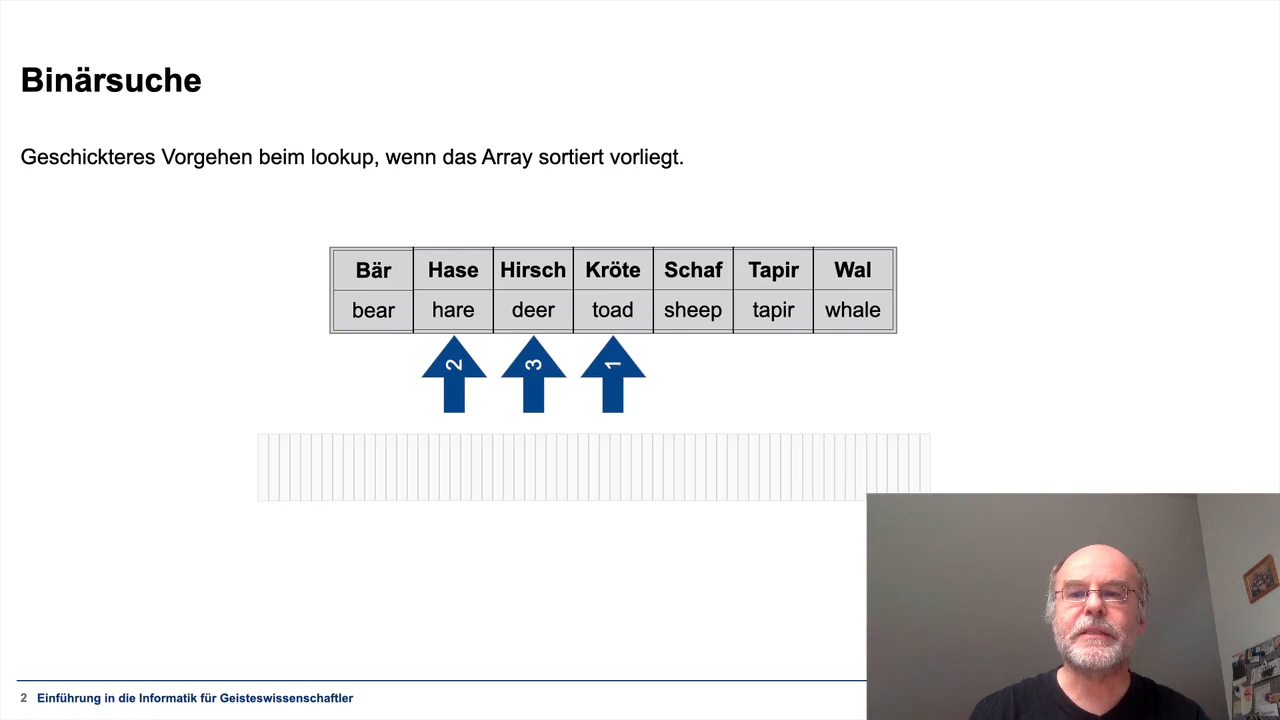 Binärsuche
Geschickteres Vorgehen beim lookup, wenn das Array sortiert vorliegt.
Bär Hase Hirsch Kröte Schaf Tapir Wal
bear hare deer toad sheep tapir whale
2 3 1
2 Einführung in die Informatik für Geisteswissenschaftler